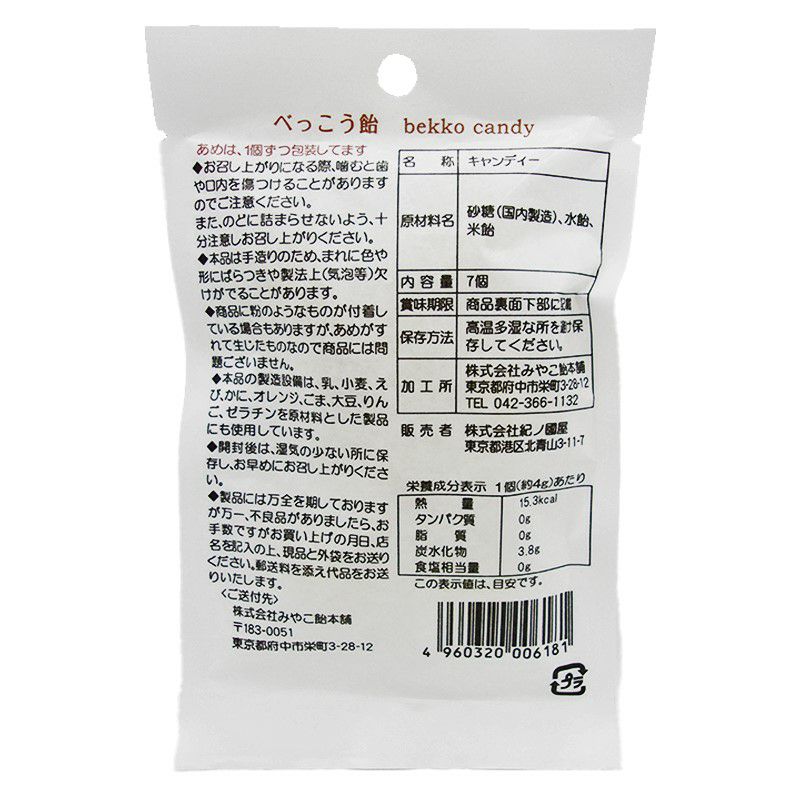 べっこう飴 bekko candy
あめは、1個ずつ包装してます
◆お召し上がりになる際、噛むと歯
や口内を傷つけることがあります
のでご注意ください。
また、のどに詰まらせないよう、十
分注意しお召し上がりください。
◆本品は手造りのため、まれに色や
形にばらつきや製法上(気泡等)欠
けがでることがあります。
◆商品に粉のようなものが付着し
ている場合もありますが、あめがす
れて生じたものなので商品には問
題ございません。
◆本品の製造設備は、乳、小麦、え
び、かに、オレンジ、ごま、大豆、りん
ご、ゼラチンを原材料とした製品
にも使用しています。
◆開封後は、湿気の少ない所に保
存し、お早めにお召し上がりくださ
い。
◆製品には万全を期しております
が万一、不良品がありましたら、お
手数ですがお買い上げの月日、店
名を記入の上、現品と外袋をお送り
ください。郵送料を添え代品をお送
りいたします。
〈ご送付先〉
株式会社みやこ飴本舗
〒183-0051
東京都府中市栄町3-28-12
名称 キャンディー
原材料名 砂糖(国内製造)、水飴、
米飴
内容量 7個
賞味期限 商品裏面下部に記載
保存方法 高温多湿な所を避け保
存してください。
加工所 株式会社みやこ飴本舗
東京都府中市栄町3-28-12
TEL 042-366-1132
販売者 株式会社紀ノ國屋
東京都港区北青山3-11-7
栄養成分表示 1個(約4g)あたり
熱量 15.3kcal
タンパク質 0g
脂質 0g
炭水化物 3.8g
食塩相当量 0g
この表示値は、目安です。
4 960320 006181
プラ